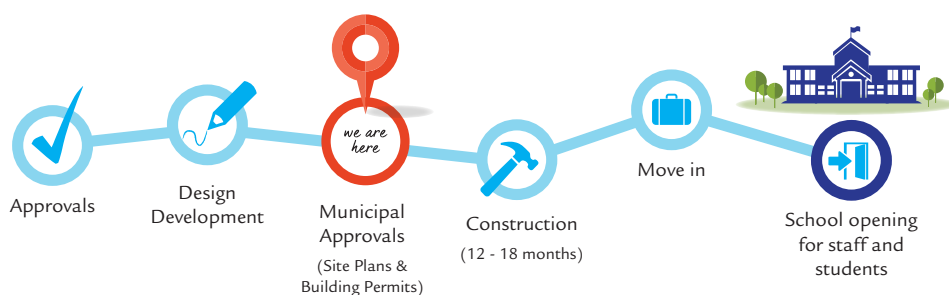 we are
here
Approvals
Design
Development
Municipal
Approvals
(Site Plans &
Building Permits)
Construction
(12 - 18 months)
Move in
School opening
for staff and
students